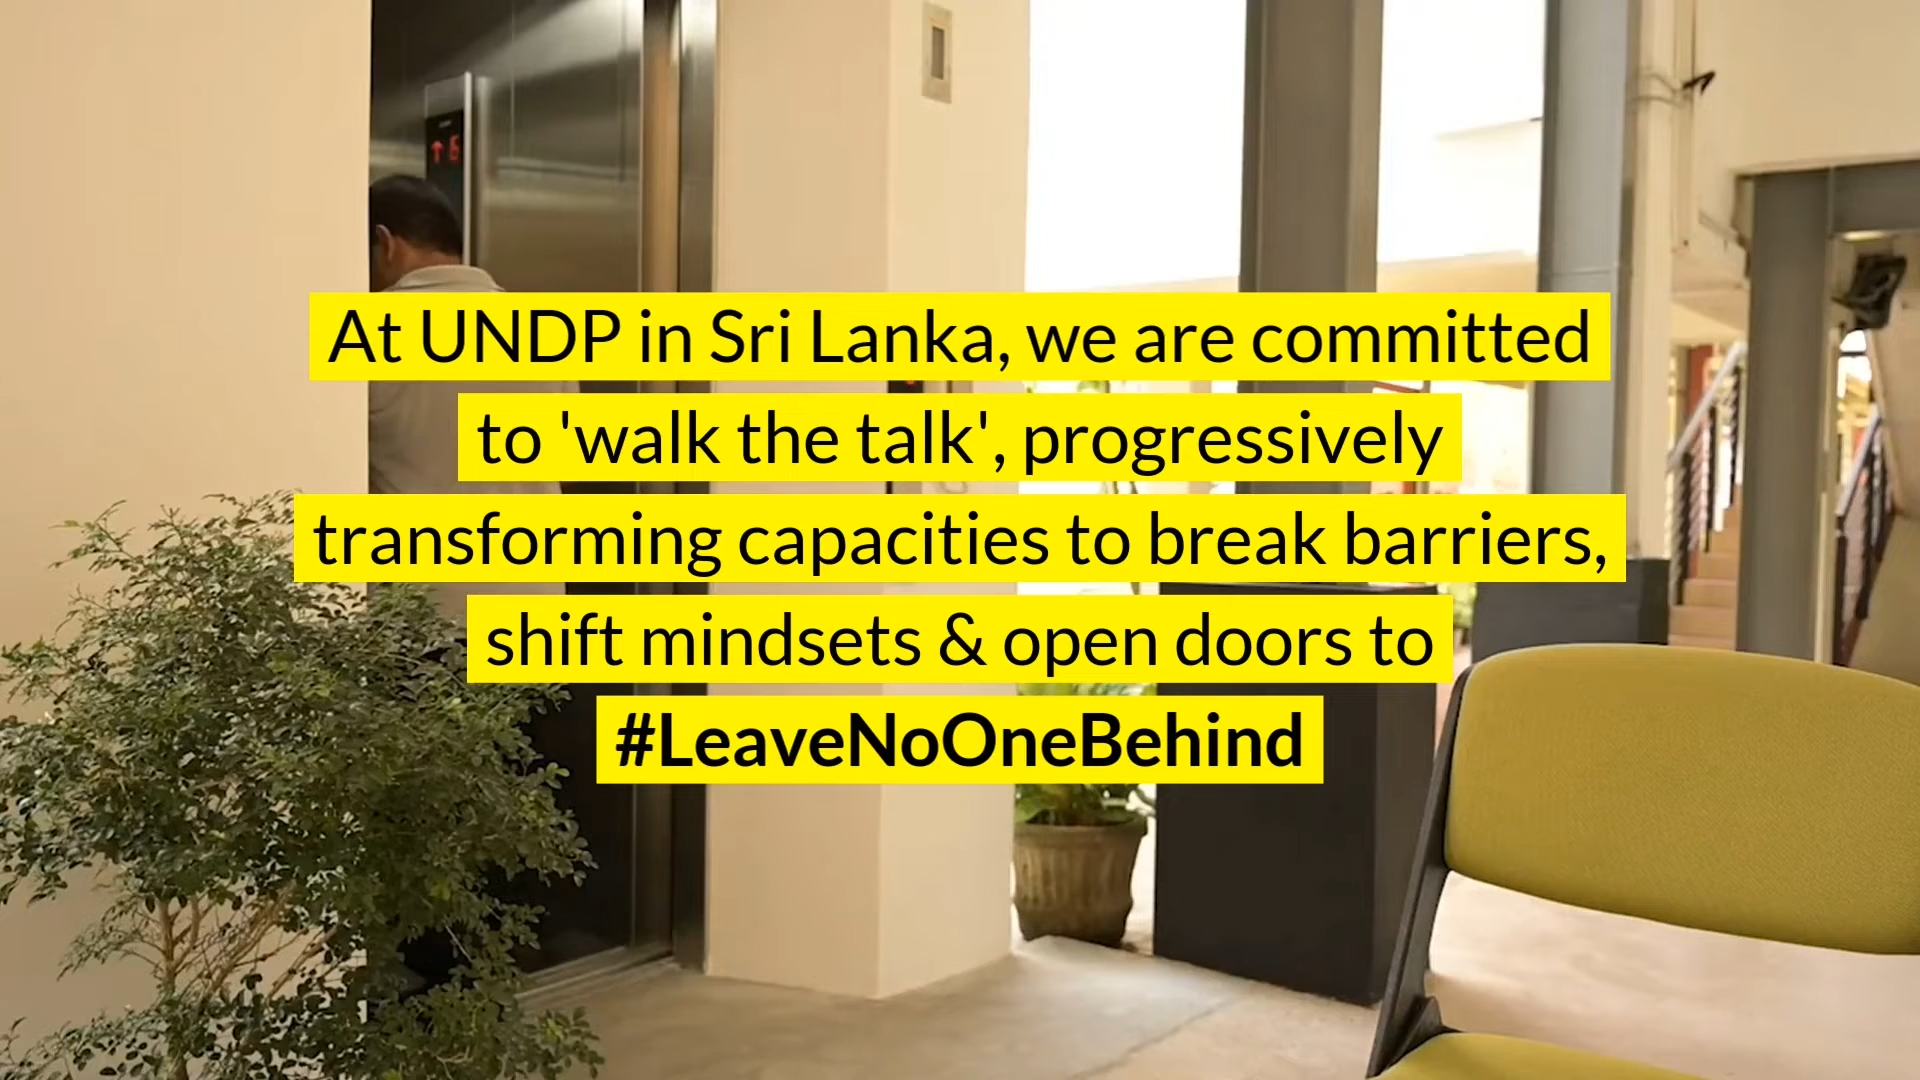 6
At UNDP in Sri Lanka, we are committed
to 'walk the talk', progressively
transforming capacities to break barriers,
shift mindsets & open doors to
#LeaveNoOneBehind